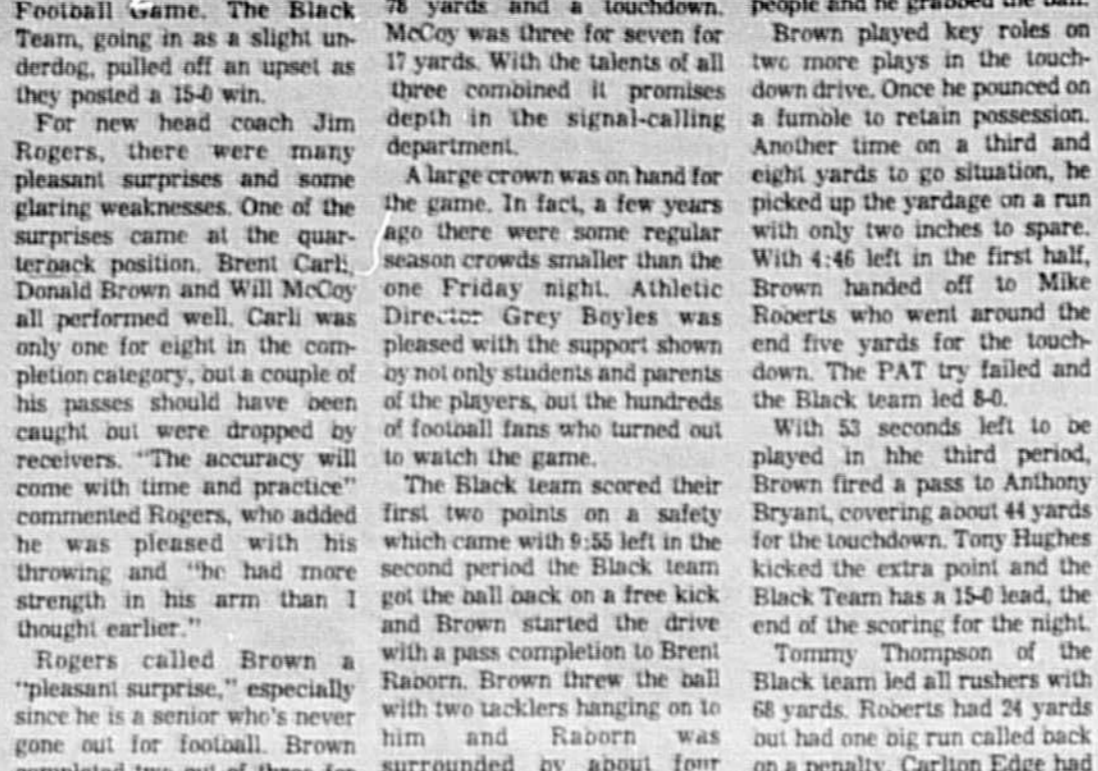 Football Game. The Black
Team, going in as a slight un-
derdog, pulled off an upset as
they posted a 15-0 win.
For new head coach Jim
Rogers, there were many
pleasant surprises and some
glaring weaknesses. One of the
surprises came at the quar-
terback position. Brent Carli,
Donald Brown and Will McCoy
all performed well. Carli was
only one for eight in the com-
pletion category, but a couple of
his passes should have been
caught but were dropped by
receivers. "The accuracy will
come with time and practice"
commented Rogers, who added
he was pleased with his
throwing and "he had more
strength in his arm than I
thought earlier."
Rogers called Brown a
"pleasant surprise," especially
since he is a senior who's never
gone out for football. Brown
completed two out of three for
78 yards and a touchdown.
McCoy was three for seven for
17 yards. With the talents of all
three combined it promises
depth in the signal-calling
department.
A large crown was on hand for
the game. In fact, a few years
ago there were some regular
season crowds smaller than the
one Friday night. Athletic
Director Grey Boyles was
pleased with the support shown
by not only students and parents
of the players, but the hundreds
of football fans who turned out
to watch the game.
The Black team scored their
first two points on a safety
which came with 9:55 left in the
second period the Black team
got the ball back on a free kick
and Brown started the drive
with a pass completion to Brent
Raborn. Brown threw the ball
with two tacklers hanging on to
him and Raborn was
surrounded by about four
people and he grabbed the ball.
Brown played key roles on
two more plays in the touch-
down drive. Once he pounced on
a fumble to retain possession.
Another time on a third and
eight yards to go situation, he
picked up the yardage on a run
with only two inches to spare.
With 4:46 left in the first half,
Brown handed off to Mike
Roberts who went around the
end five yards for the touch-
down. The PAT try failed and
the Black team led 8-0.
With 53 seconds left to be
played in hhe third period,
Brown fired a pass to Anthony
Bryant, covering about 44 yards
for the touchdown. Tony Hughes
kicked the extra point and the
Black Team has a 15-0 lead, the
end of the scoring for the night.
Tommy Thompson of the
Black team led all rushers with
68 yards. Roberts had 24 yards
but had one big run called back
on a penalty. Carlton Edge had